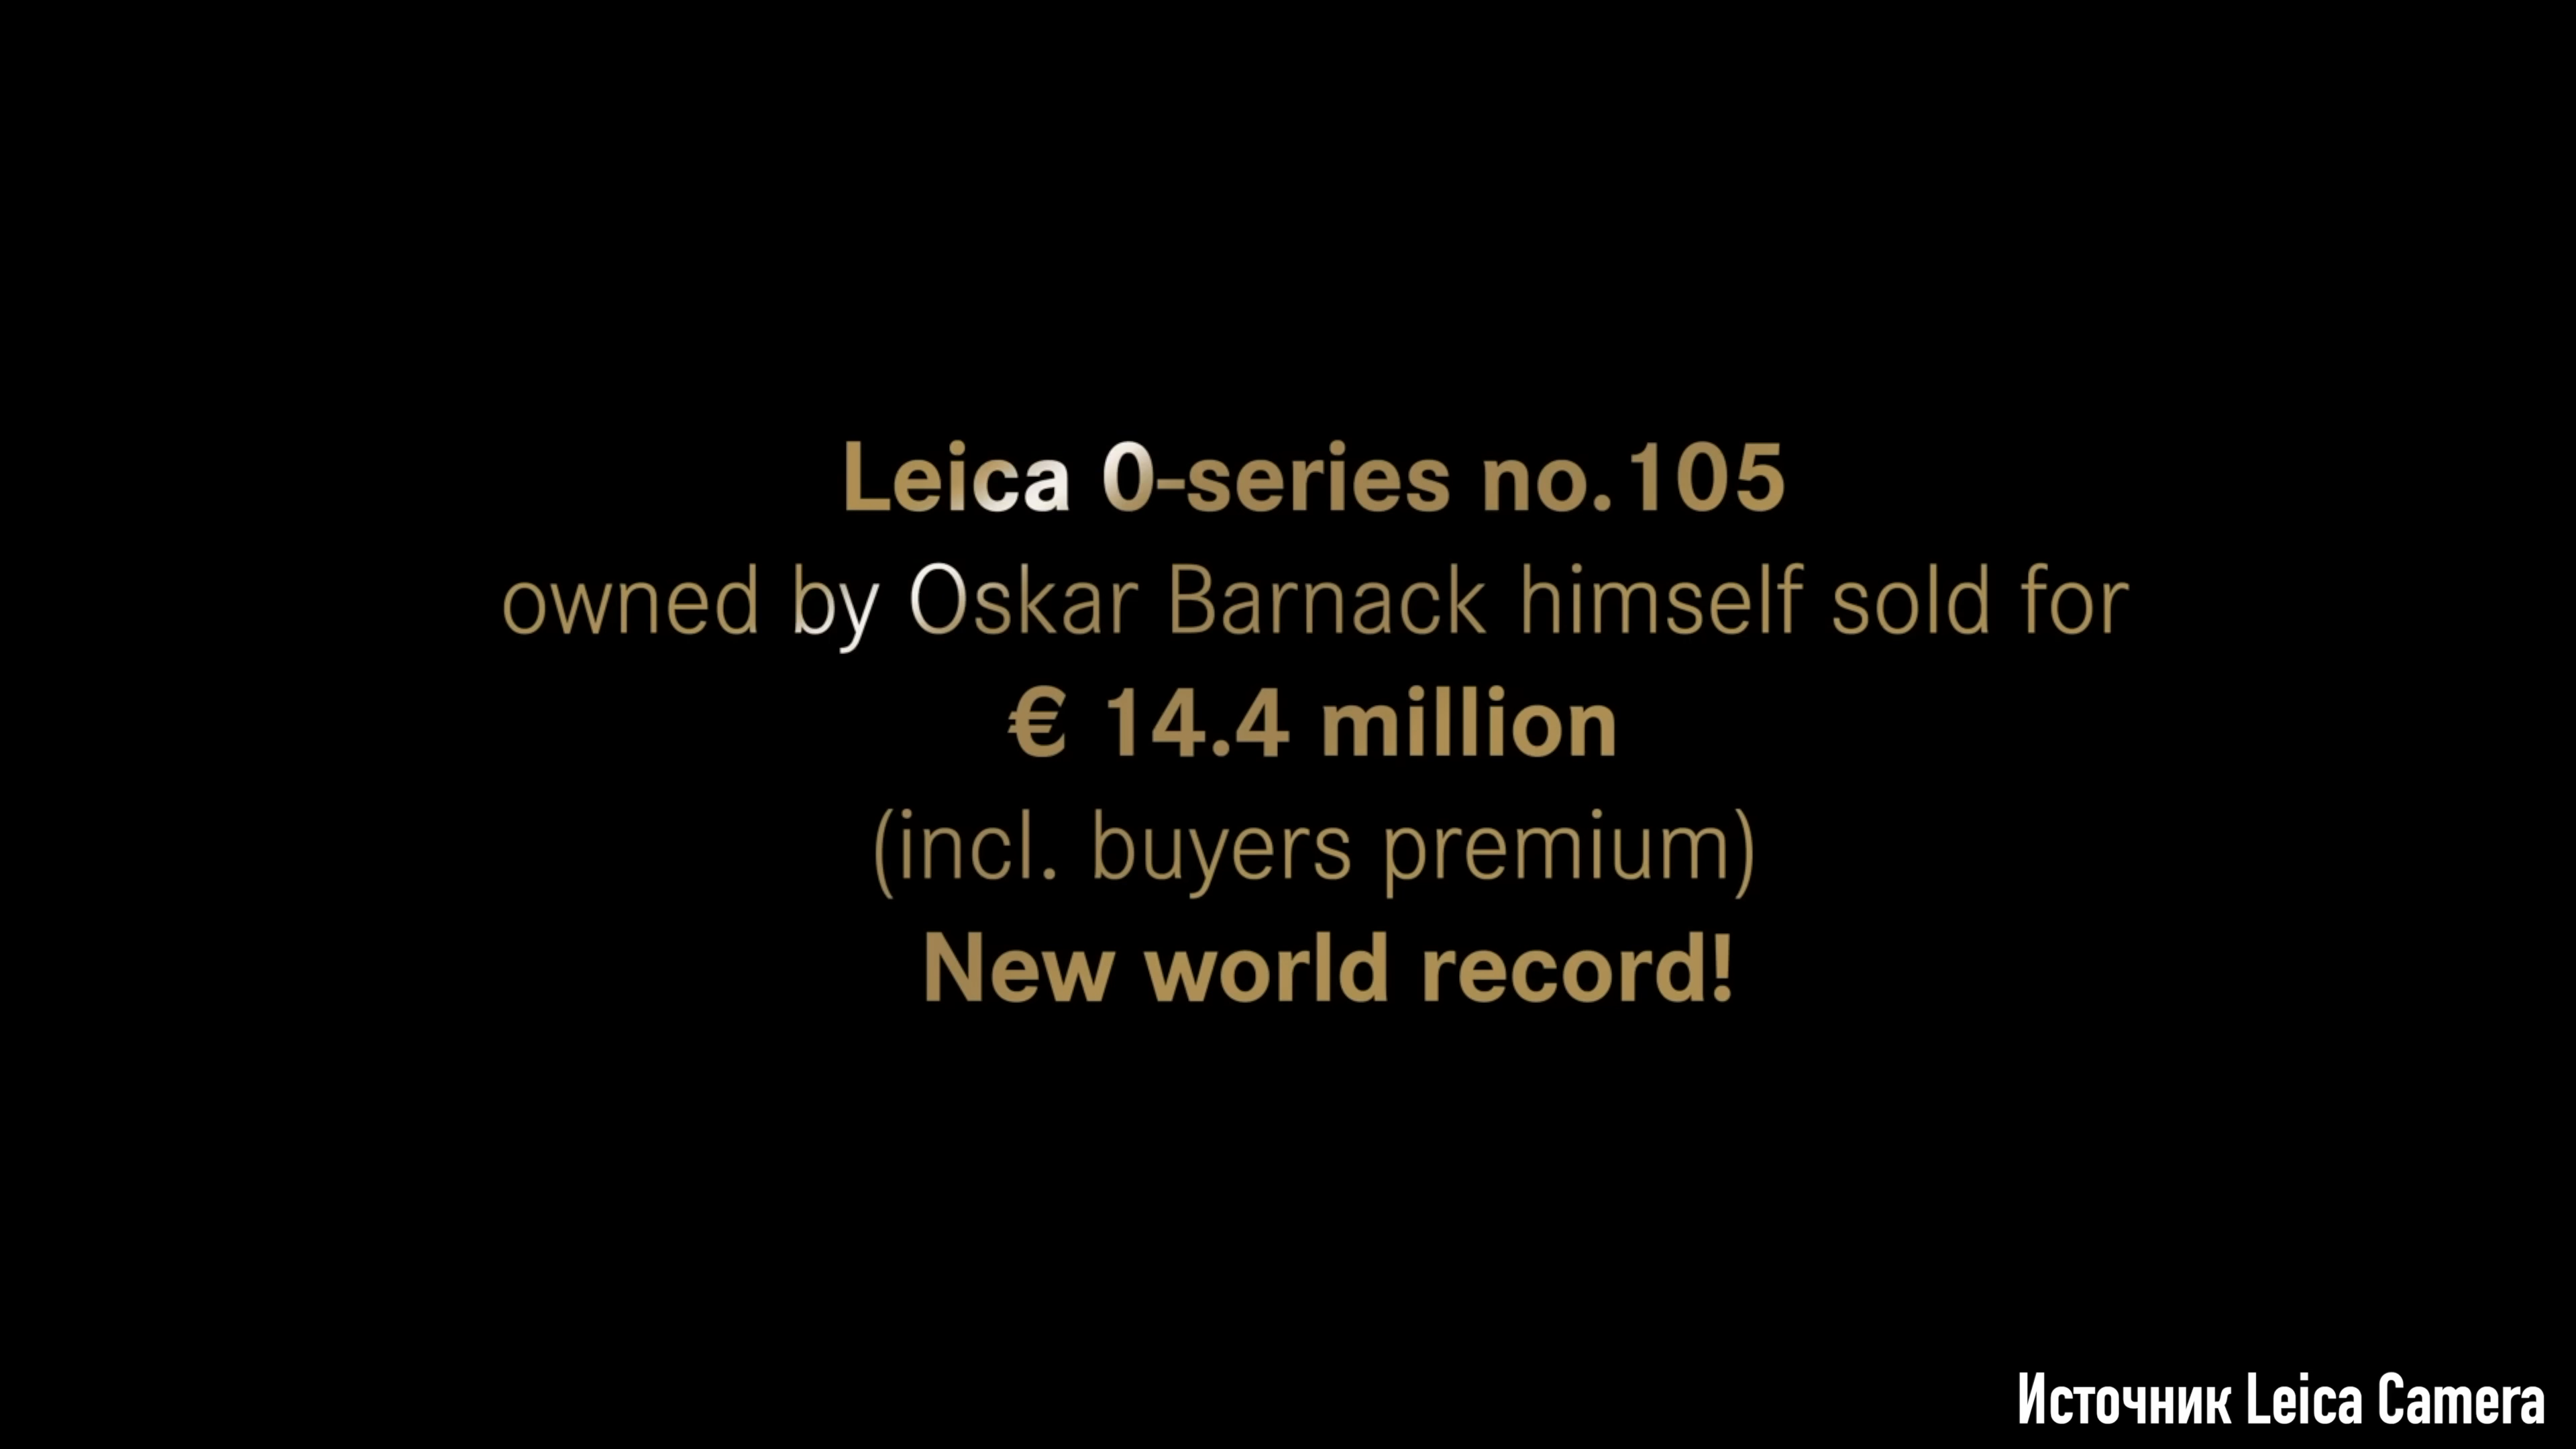 Leica 0-series no.105
owned by Oskar Barnack himself sold for
€ 14.4 million
(incl. buyers premium)
New world record!
Источник Leica Camera